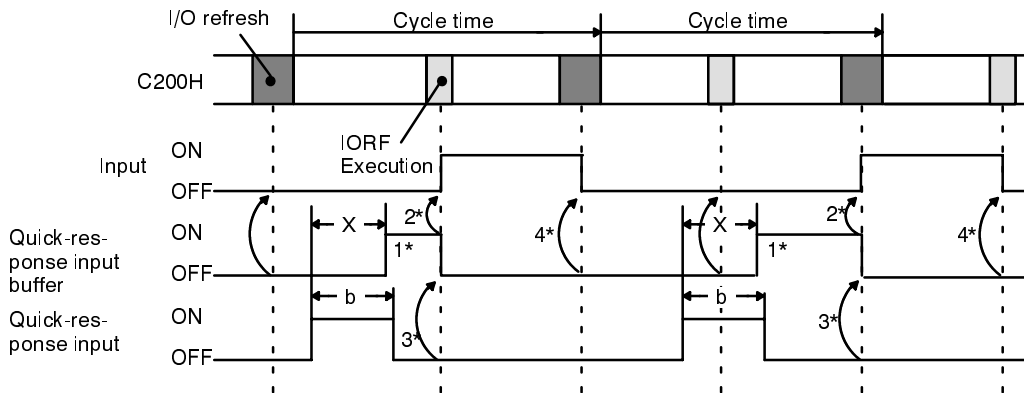 I/O refresh
Cycle time
Cycle time
C200H
IORF
Execution
Input
ON
OFF
X
2*
4*
X
2*
4*
Quick-res-
ponse input
buffer
ON
1*
1*
OFF
b
b
Quick-res-
ponse input
ON
3*
3*
OFF